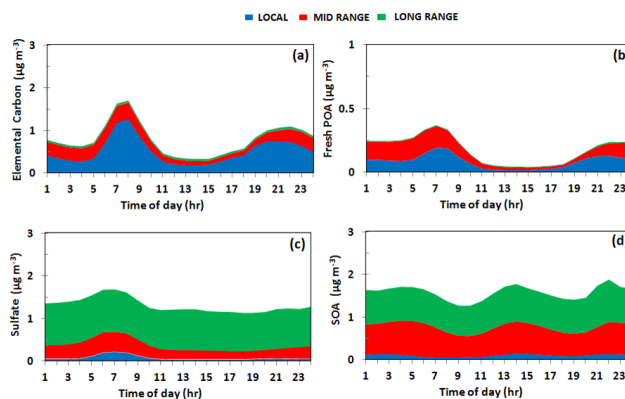 LOCAL MID RANGE LONG RANGE
(a)
Elemental Carbon (µg m⁻³)
3
2
1
0
1 3 5 7 9 11 13 15 17 19 21 23
Time of day (hr)
(b)
Fresh POA (µg m⁻³)
1
0.5
0
1 3 5 7 9 11 13 15 17 19 21 23
Time of day (hr)
(c)
Sulfate (µg m⁻³)
3
2
1
0
1 3 5 7 9 11 13 15 17 19 21 23
Time of day (hr)
(d
SOA (µg m⁻³)
3
2
1
0
1 3 5 7 9 11 13 15 17 19 21 23
Time of day (hr)